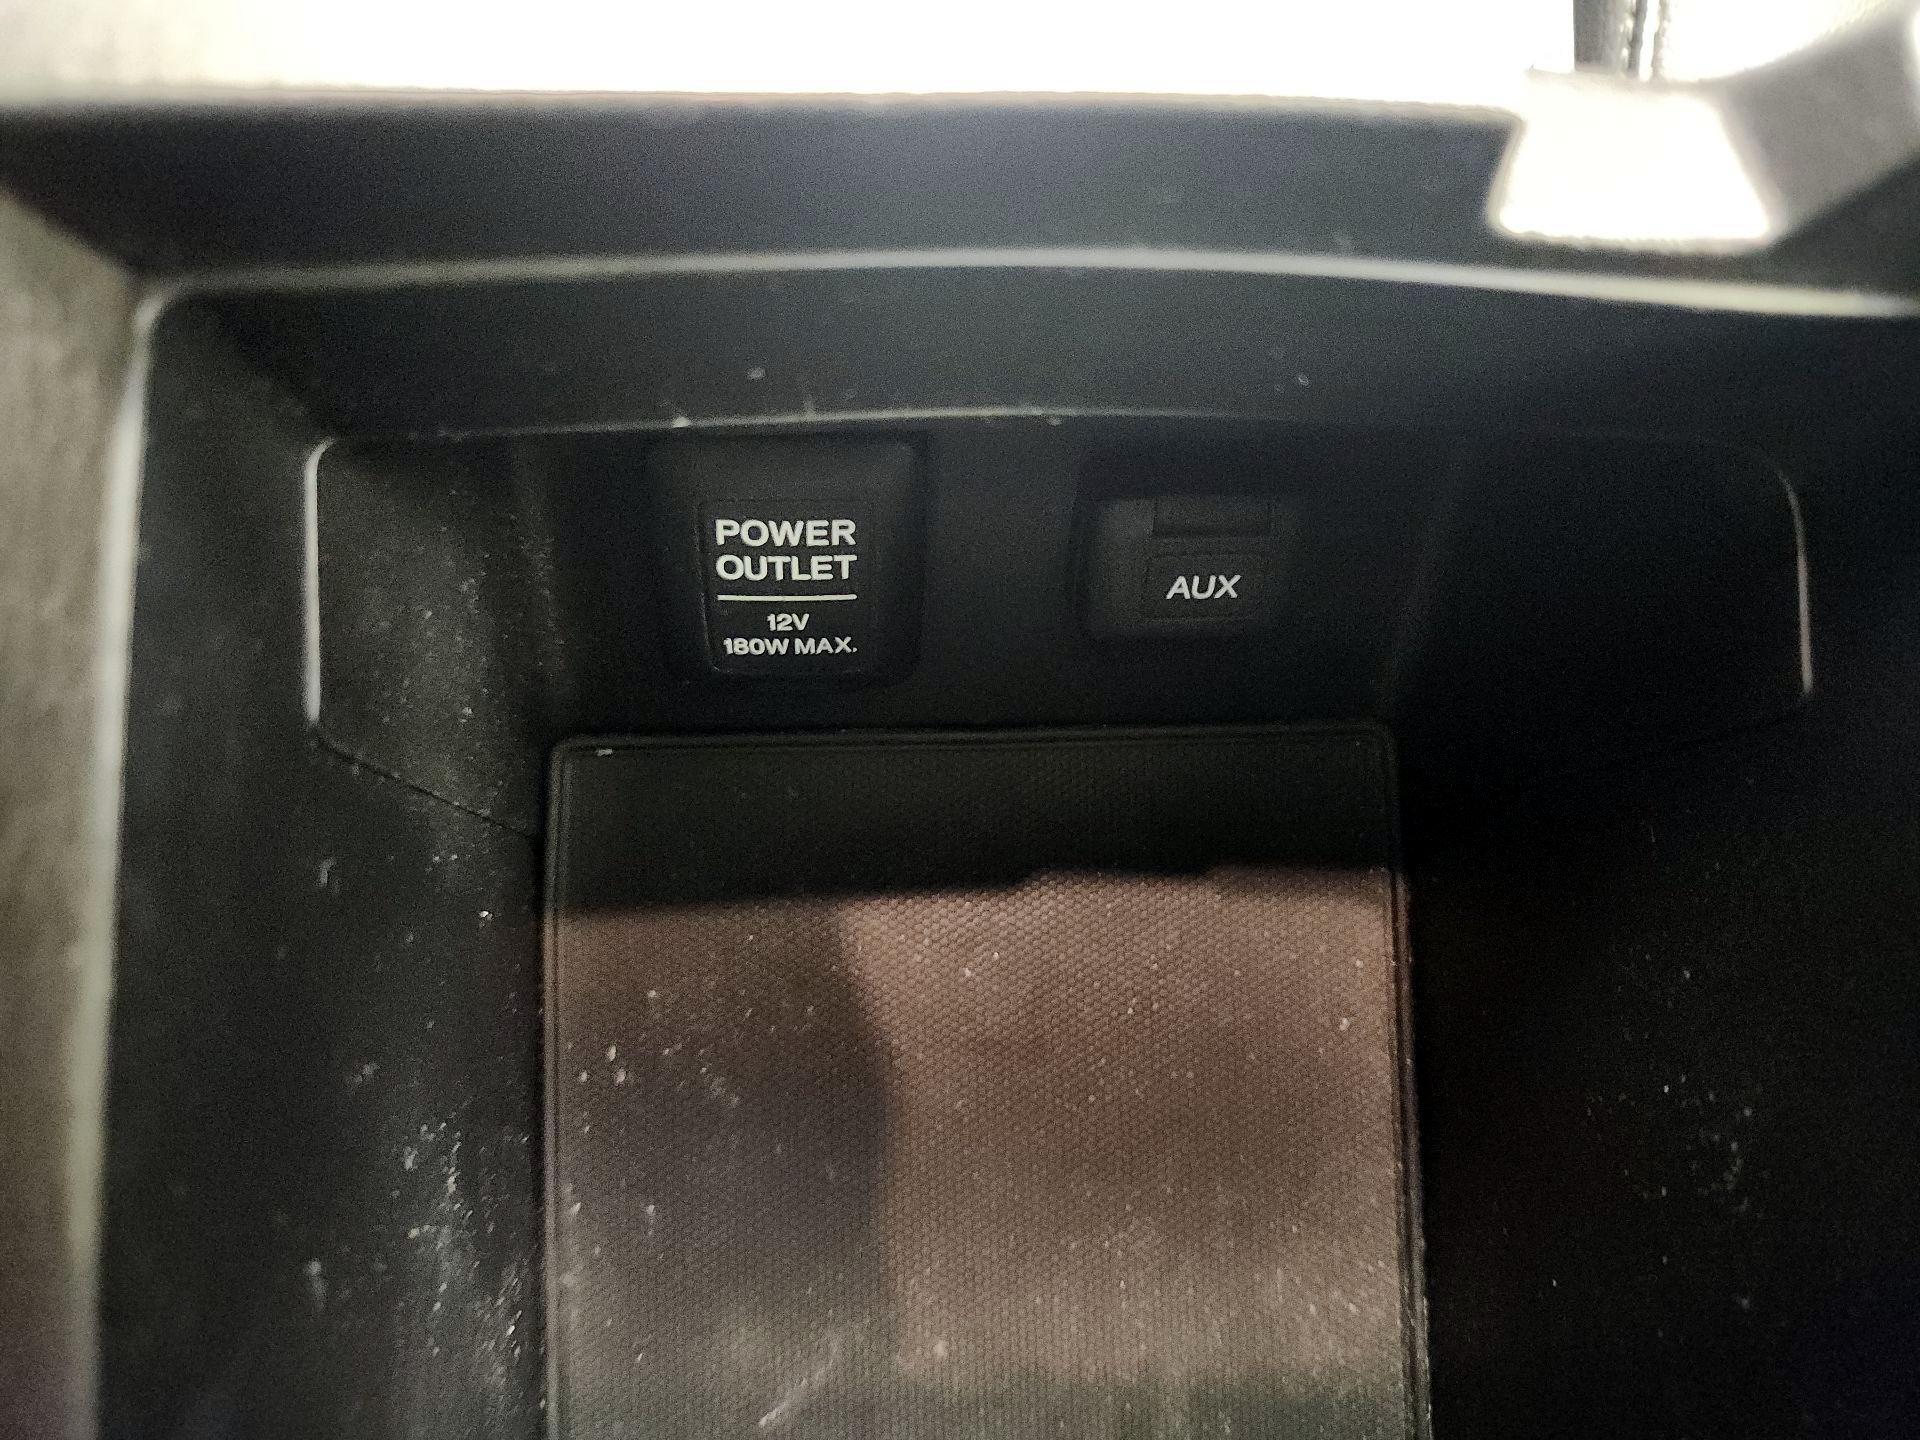 POWER
OUTLET
12V
180W MAX.
AUX